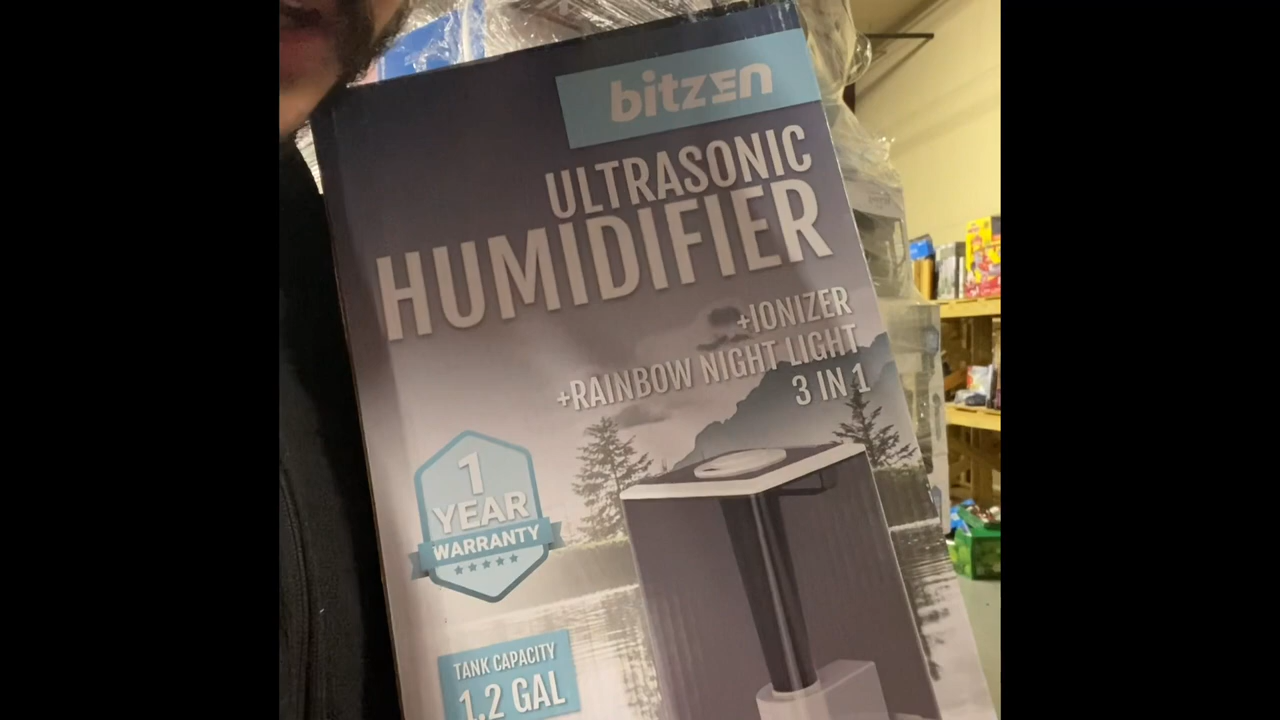 bitzen
ULTRASONIC
HUMIDIFIER
+IONIZER
+RAINBOW NIGHT LIGHT
3 IN 1
1
YEAR
WARRANTY
TANK CAPACITY
1.2 GAL